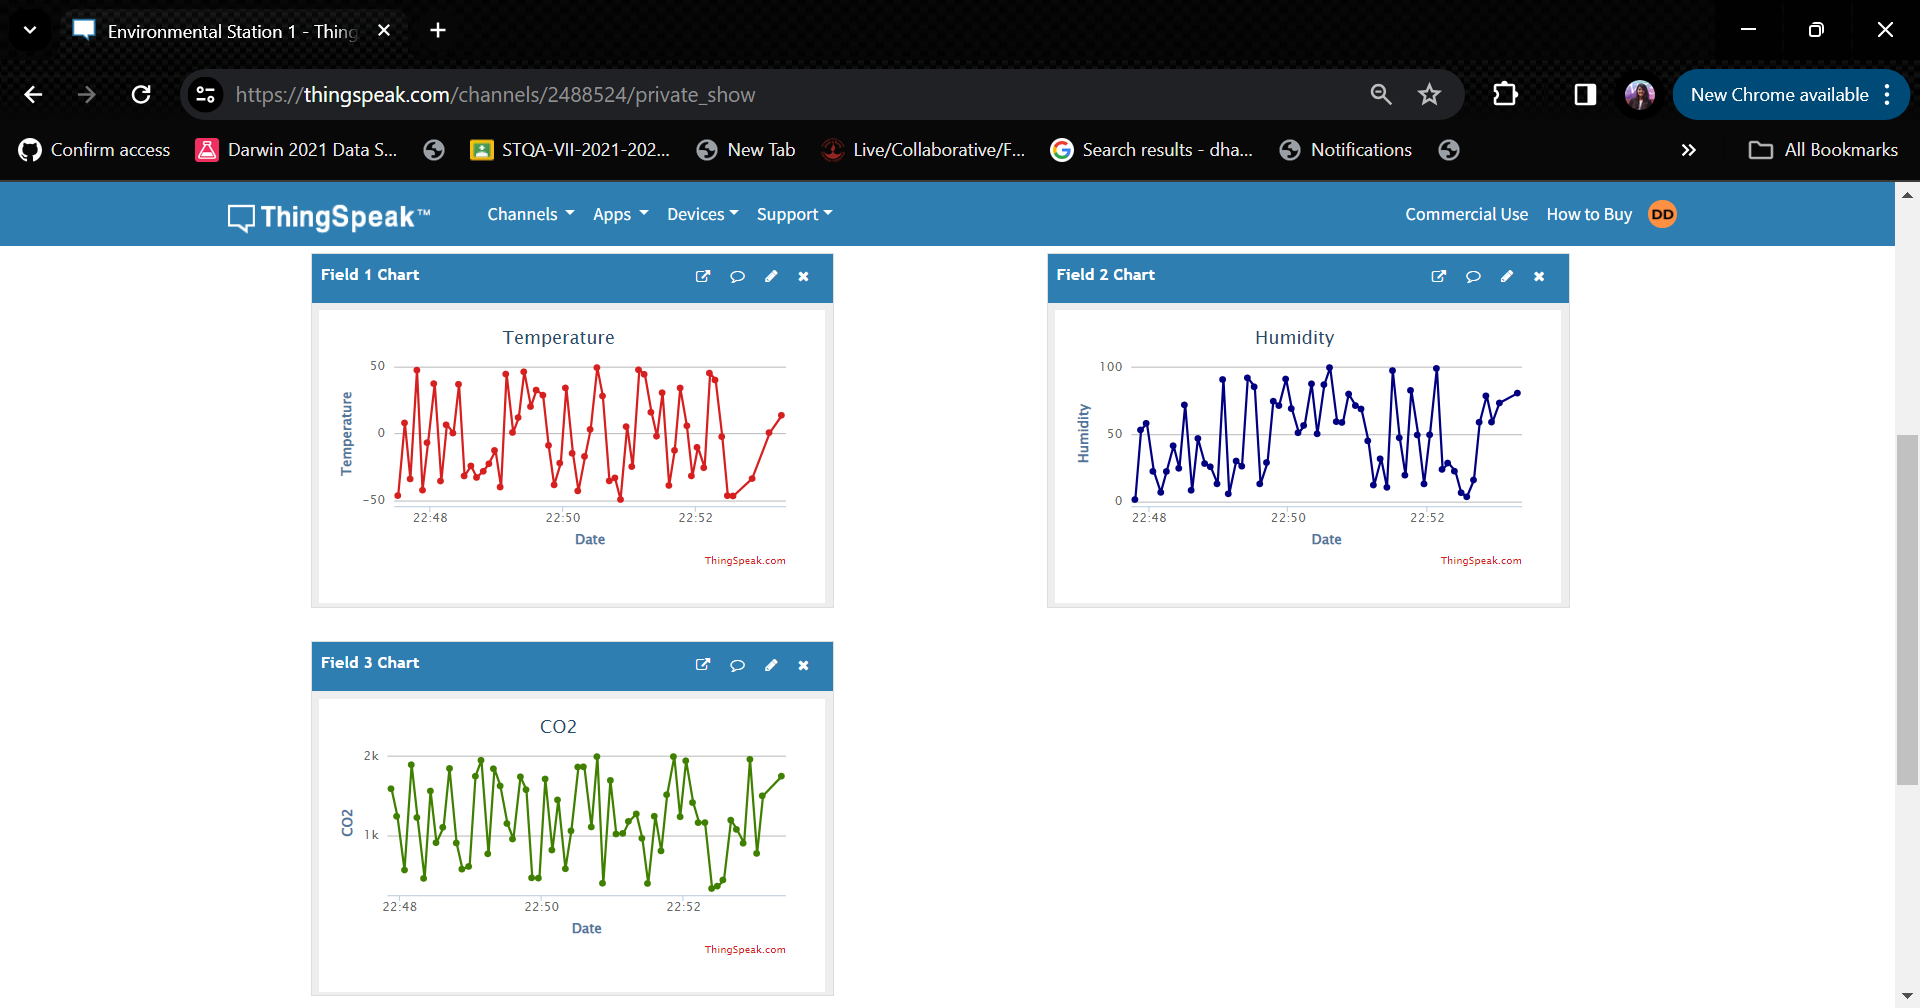 Environmental Station 1 - Thing
https://thingspeak.com/channels/2488524/private_show
New Chrome available
Confirm access
Darwin 2021 Data S...
STQA-VII-2021-202...
New Tab
Live/Collaborative/F...
Search results - dha...
Notifications
All Bookmarks
ThingSpeak™
Channels
Apps
Devices
Support
Commercial Use
How to Buy
DD
Field 1 Chart
Temperature
Temperature
50
0
-50
22:48
22:50
22:52
Date
ThingSpeak.com
Field 2 Chart
Humidity
Humidity
100
50
0
22:48
22:50
22:52
Date
ThingSpeak.com
Field 3 Chart
CO2
CO2
2k
1k
22:48
22:50
22:52
Date
ThingSpeak.com